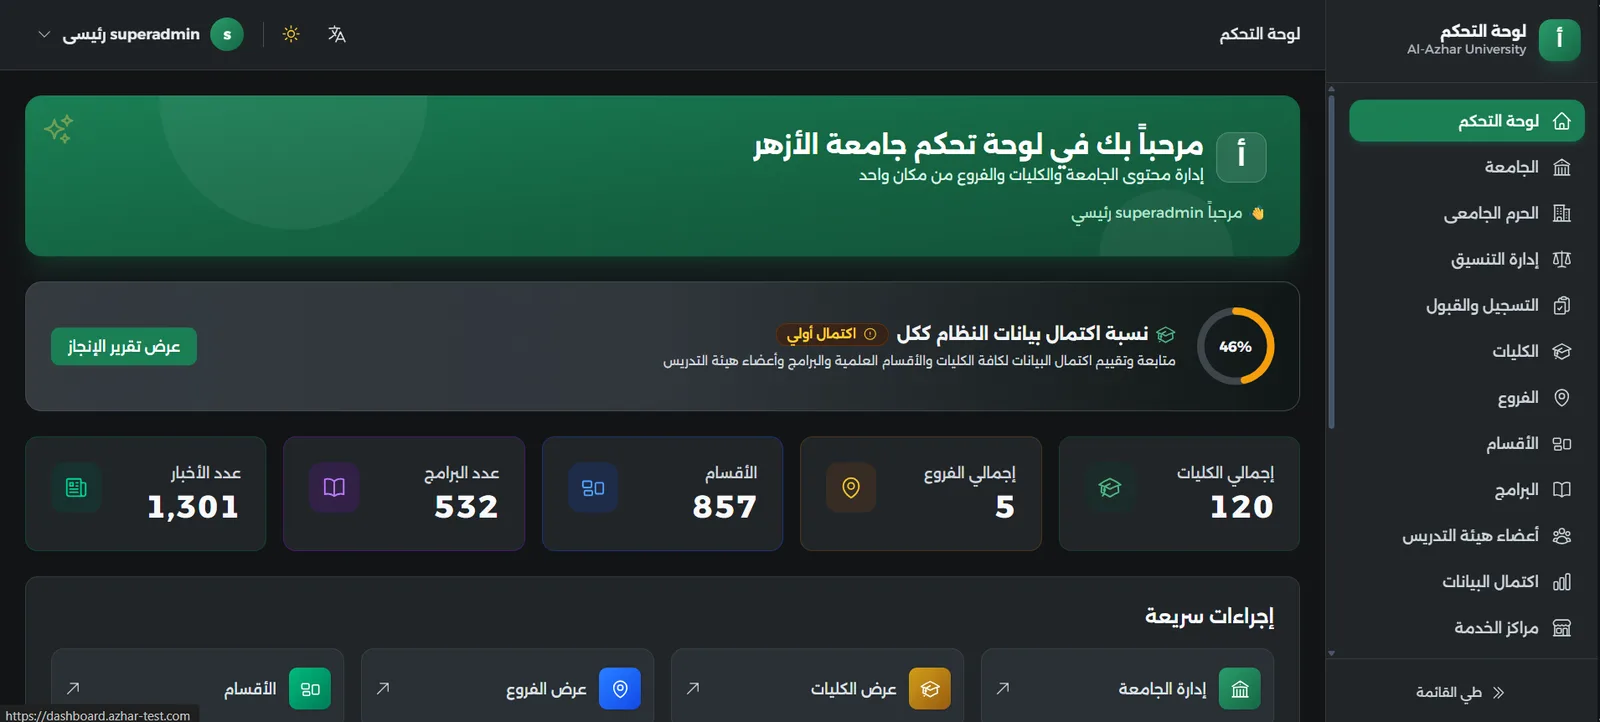 لوحة التحكم
Al-Azhar University
أ
لوحة التحكم
superadmin رئيسى
s
لوحة التحكم
الجامعة
الحرم الجامعى
إدارة التنسيق
التسجيل والقبول
الكليات
الفروع
الأقسام
البرامج
أعضاء هيئة التدريس
اكتمال البيانات
مراكز الخدمة
طي القائمة
أ
مرحباً بك في لوحة تحكم جامعة الأزهر
إدارة محتوى الجامعة والكليات والفروع من مكان واحد
👋 مرحباً superadmin رئيسي
46%
نسبة اكتمال بيانات النظام ككل
اكتمال أولي
متابعة وتقييم اكتمال البيانات لكافة الكليات والأقسام العلمية والبرامج وأعضاء هيئة التدريس
عرض تقرير الإنجاز
إجمالي الكليات
120
إجمالي الفروع
5
الأقسام
857
عدد البرامج
532
عدد الأخبار
1,301
إجراءات سريعة
إدارة الجامعة
عرض الكليات
عرض الفروع
الأقسام
https://dashboard.azhar-test.com